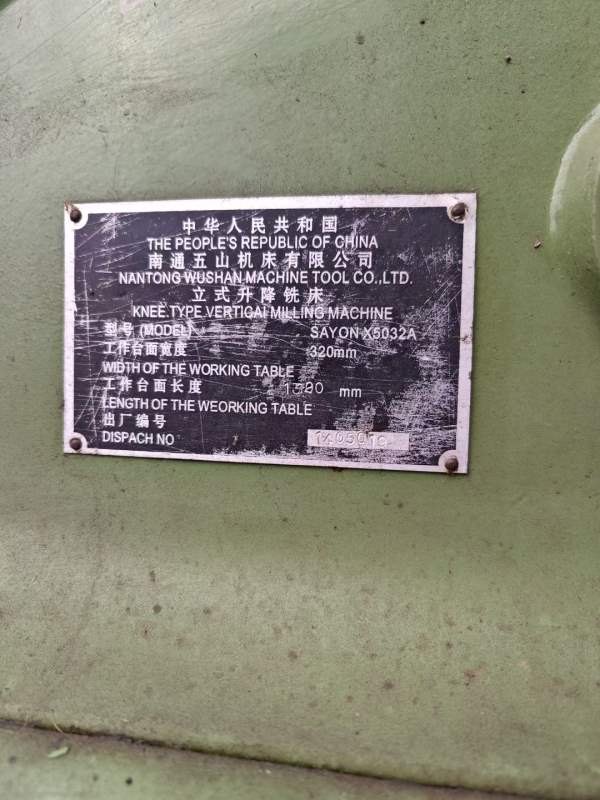 中华人民共和国
THE PEOPLE'S REPUBLIC OF CHINA
南通五山机床有限公司
NANTONG WUSHAN MACHINE TOOL CO.,LTD.
立式升降铣床
KNEE.TYPE VERTICAl MILLING MACHINE
型号 (MODEL) SAYON X5032A
工作台面宽度 320mm
WIDTH OF THE WORKING TABLE
工作台面长度 mm
LENGTH OF THE WEORKING TABLE
出厂编号
DISPACH NO